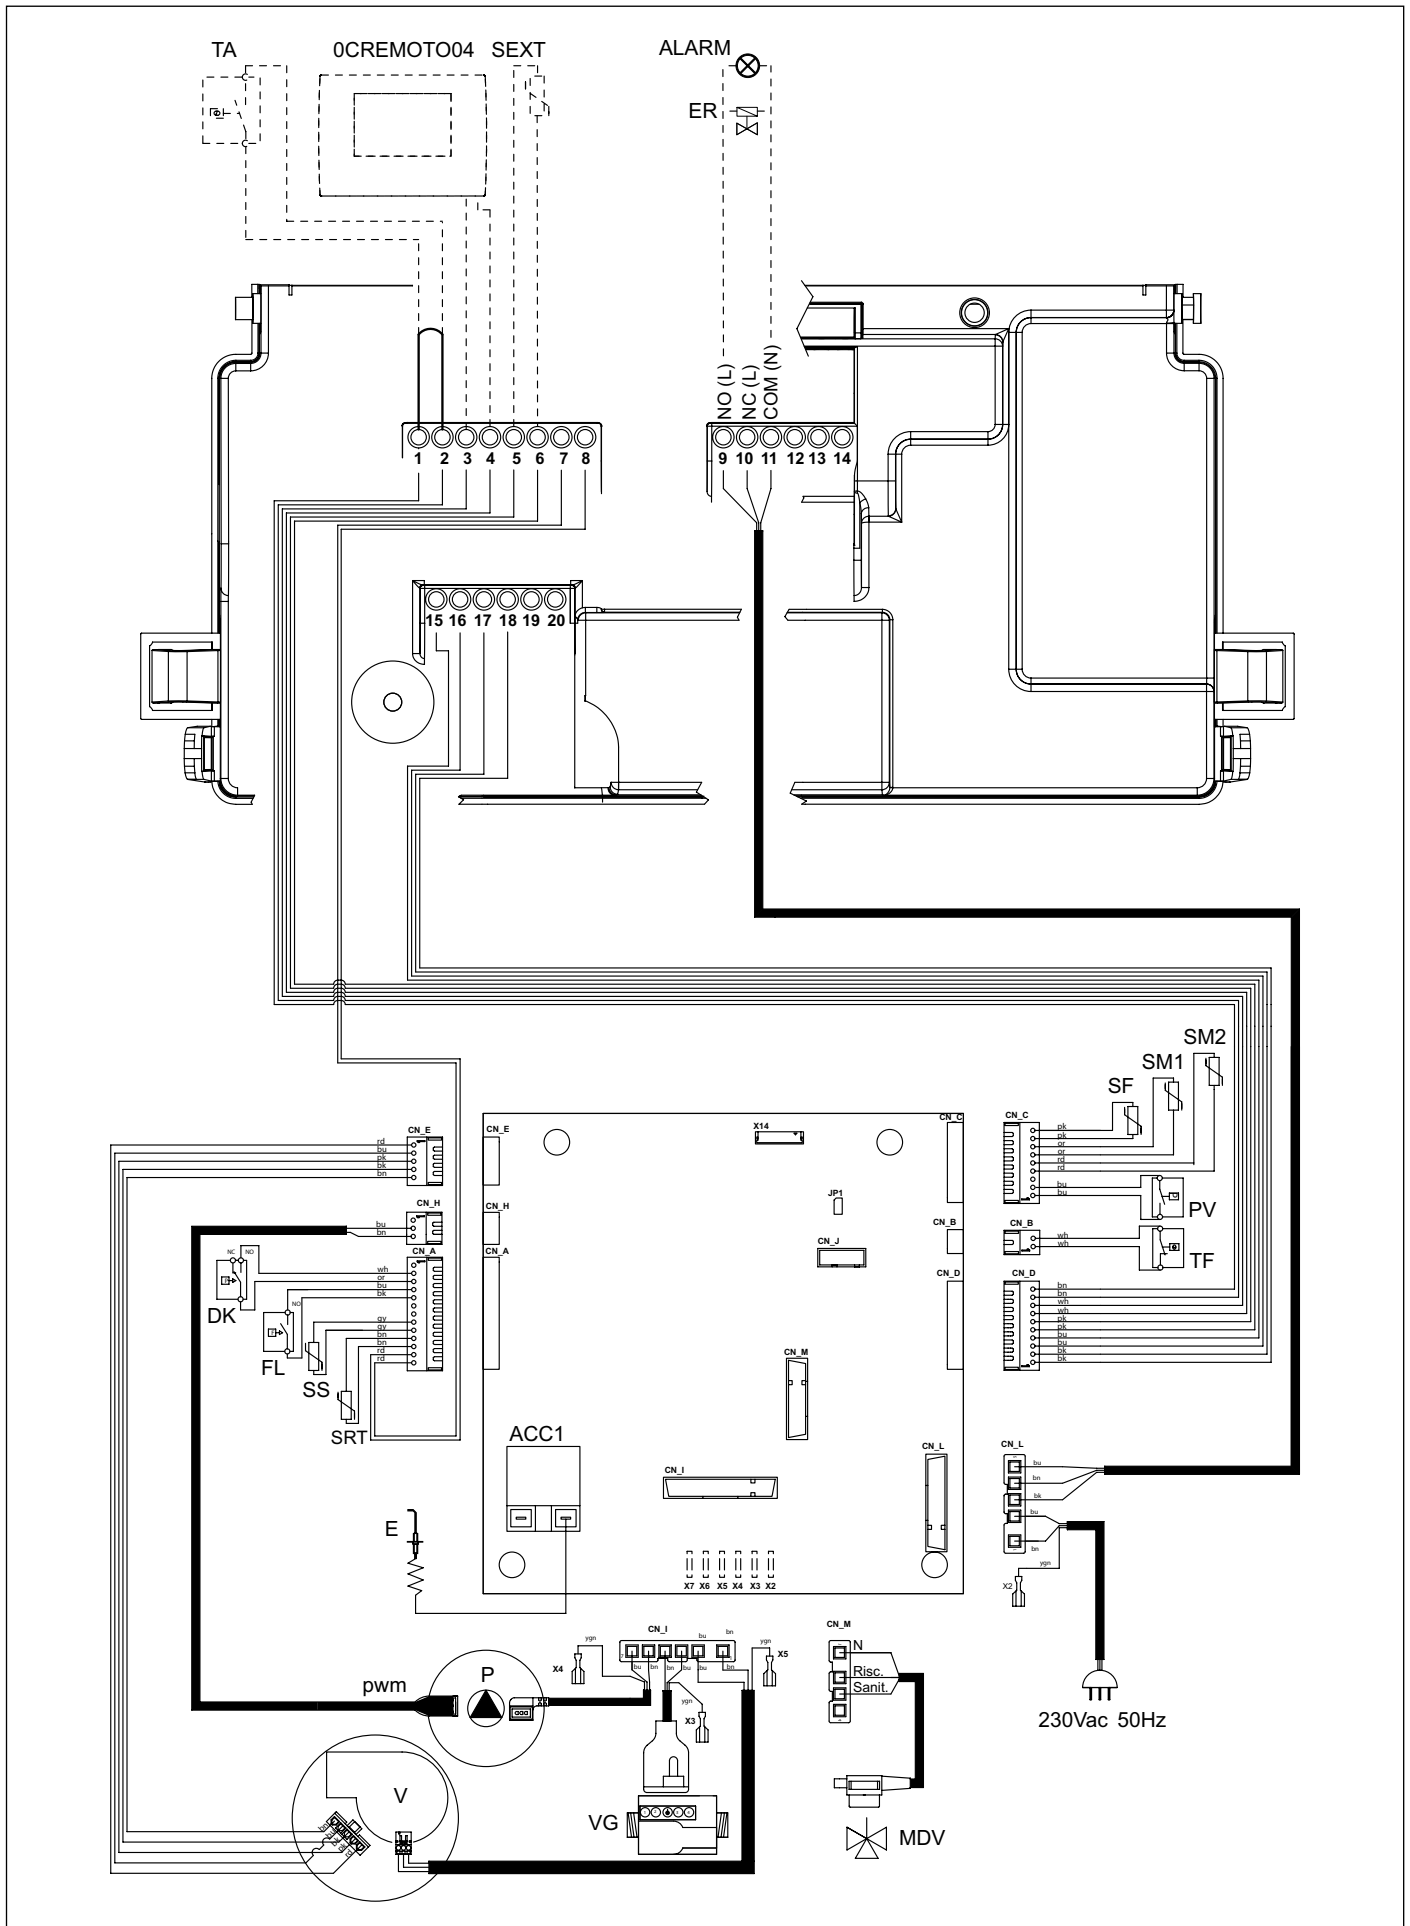 TA 0CREMOTO04 SEXT ALARM
ER
NO (L)
NC (L)
COM (N)
1 2 3 4 5 6 7 8
9 10 11 12 13 14
15 16 17 18 19 20
SM2
SM1
SF
CN_C
pk
pk
or
or
rd
rd
bu
bu
PV
CN_B
wh
wh
TF
CN_D
bn
bn
wh
wh
pk
pk
bu
bu
bk
bk
CN_E
rd
bu
pk
bk
bn
CN_H
bu
bn
CN_A
wh
or
bu
bk
gy
gy
bn
bn
rd
rd
NC NO
DK
NO
FL
SS
SRT
CN_E
CN_H
CN_A
X14
JP1
CN_J
CN_C
CN_B
CN_D
CN_M
CN_L
CN_I
ACC1
E
X7 X6 X5 X4 X3 X2
CN_L
bu
bn
bk
bu
bn
ygn
X2
230Vac 50Hz
CN_I
bu
bn
ygn
X4
ygn
X5
bu bn bn bu bu bn
ygn
X3
CN_M
N
Risc.
Sanit.
MDV
pwm
P
V
VG
bn
bu
bk
pk
rd